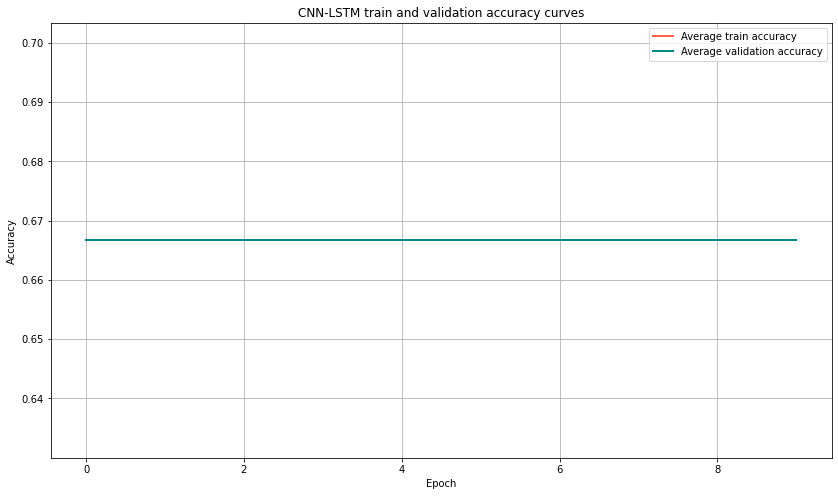 CNN-LSTM train and validation accuracy curves
Average train accuracy
Average validation accuracy
0.70
0.69
0.68
0.67
0.66
0.65
0.64
Accuracy
0 2 4 6 8
Epoch